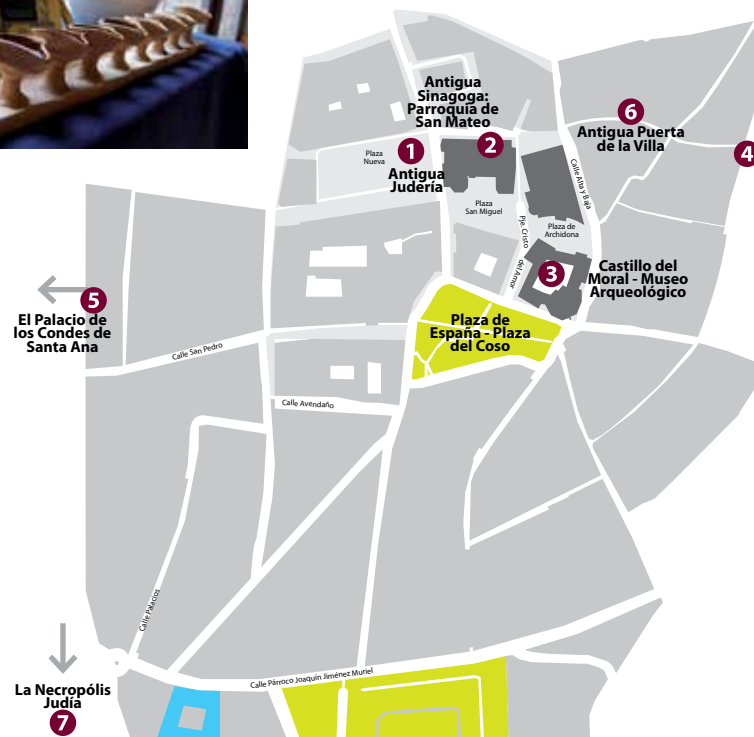 Antigua
Sinagoga:
Parroquia de
San Mateo
2
6
Antigua Puerta
de la Villa
4
Plaza
Nueva
1
Antigua
Judería
Calle Alta y Baja
Plaza
San Miguel
Pje. Cristo
del Amor
Plaza de
Archidona
3
Castillo del
Moral - Museo
Arqueológico
5
El Palacio de
los Condes de
Santa Ana
Plaza de
España - Plaza
del Coso
Calle San Pedro
Calle Avendaño
Calle Palacios
Calle Párroco Joaquín Jiménez Muriel
La Necropólis
Judía
7